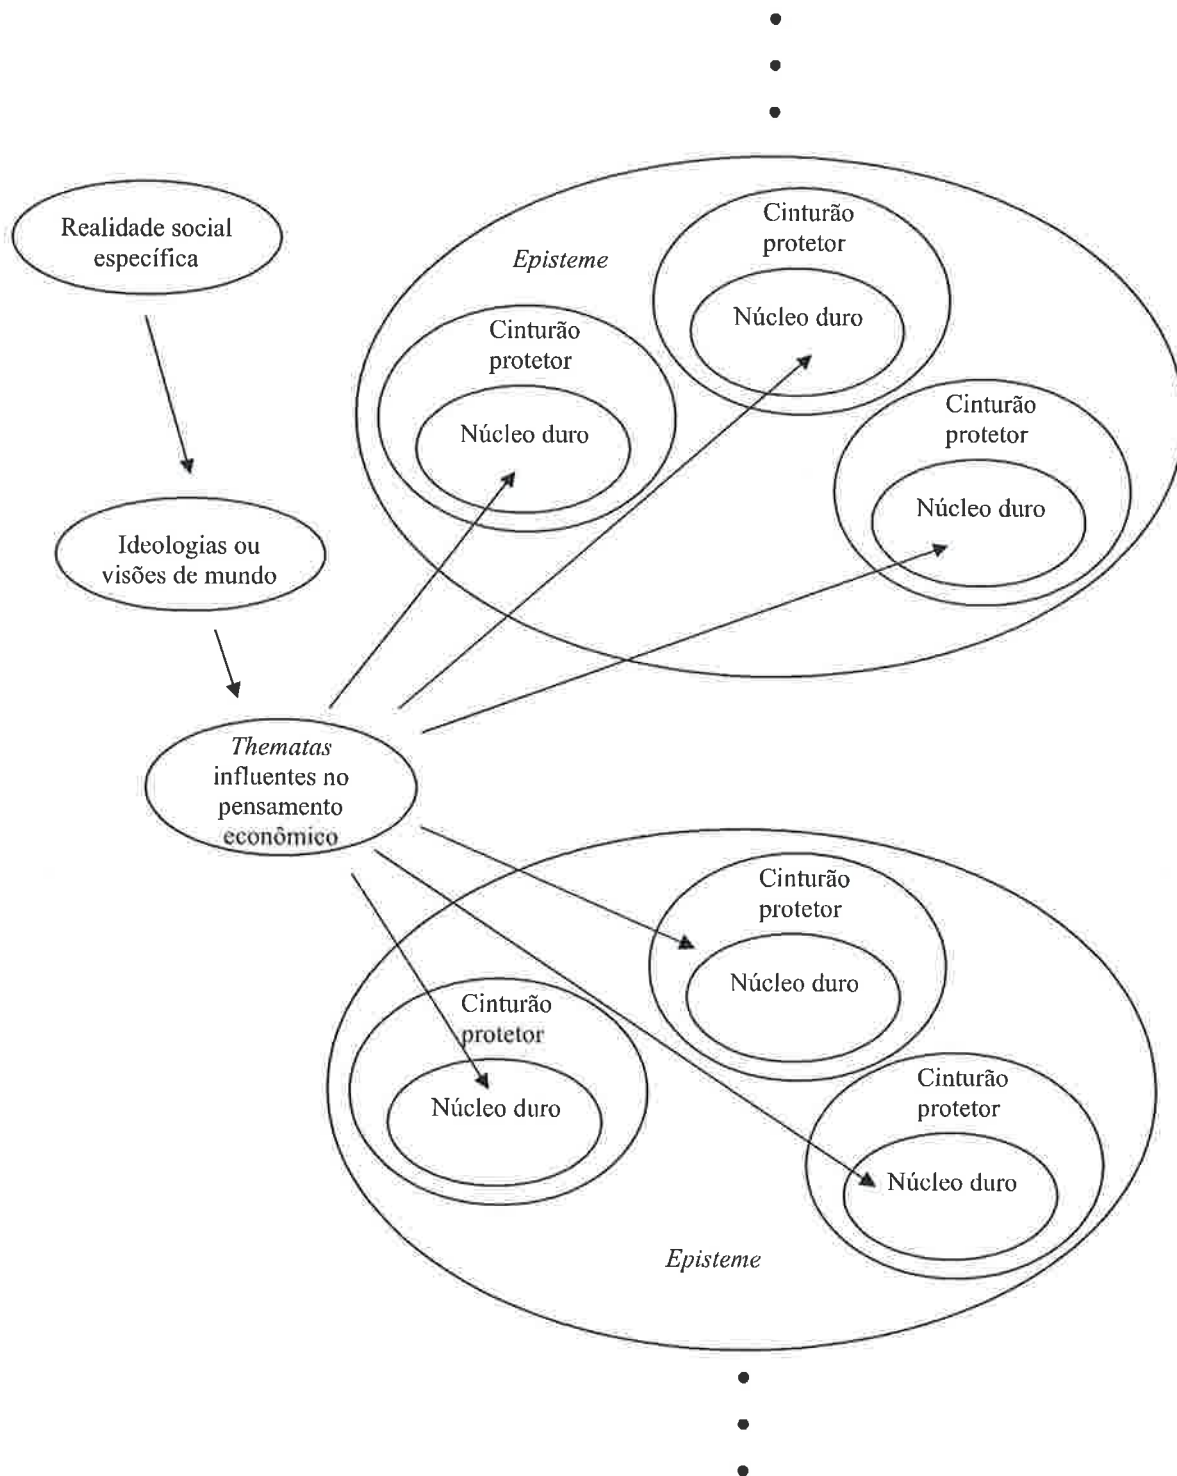 Realidade social
específica
Ideologias ou
visões de mundo
Thematas
influentes no
pensamento
econômico
Episteme
Cinturão
protetor
Núcleo duro
Cinturão
protetor
Núcleo duro
Cinturão
protetor
Núcleo duro
Cinturão
protetor
Núcleo duro
Cinturão
protetor
Núcleo duro
Cinturão
protetor
Núcleo duro
Episteme